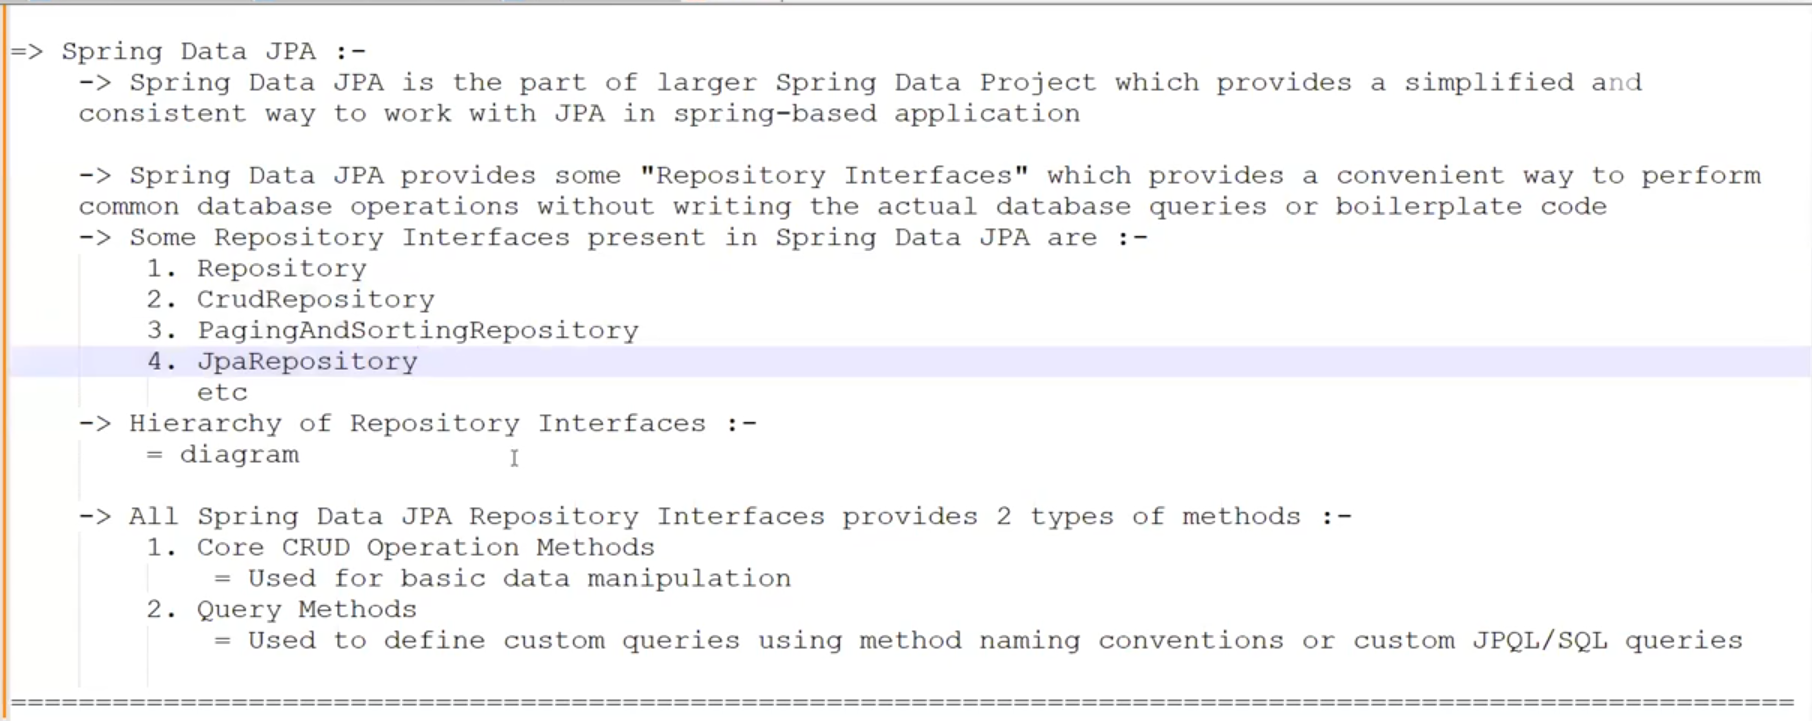 => Spring Data JPA :-
-> Spring Data JPA is the part of larger Spring Data Project which provides a simplified and
consistent way to work with JPA in spring-based application
-> Spring Data JPA provides some "Repository Interfaces" which provides a convenient way to perform
common database operations without writing the actual database queries or boilerplate code
-> Some Repository Interfaces present in Spring Data JPA are :-
1. Repository
2. CrudRepository
3. PagingAndSortingRepository
4. JpaRepository
etc
-> Hierarchy of Repository Interfaces :-
= diagram
-> All Spring Data JPA Repository Interfaces provides 2 types of methods :-
1. Core CRUD Operation Methods
= Used for basic data manipulation
2. Query Methods
= Used to define custom queries using method naming conventions or custom JPQL/SQL queries
=========================================================================================================